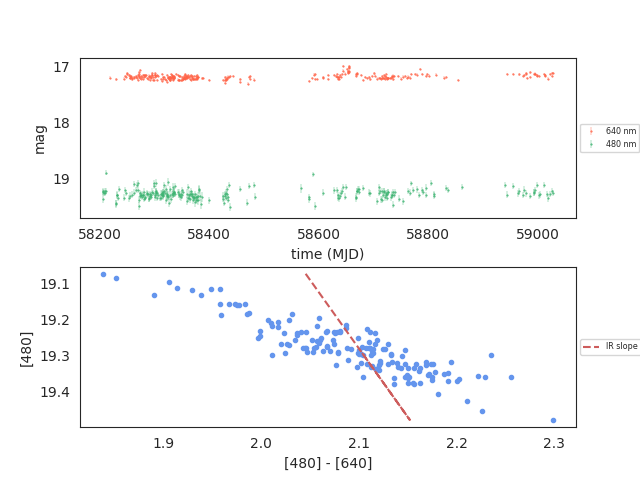 17
18
19
mag
58200 58400 58600 58800 59000
time (MJD)
640 nm
480 nm
19.1
19.2
19.3
19.4
[480]
1.9 2.0 2.1 2.2 2.3
[480] - [640]
IR slope